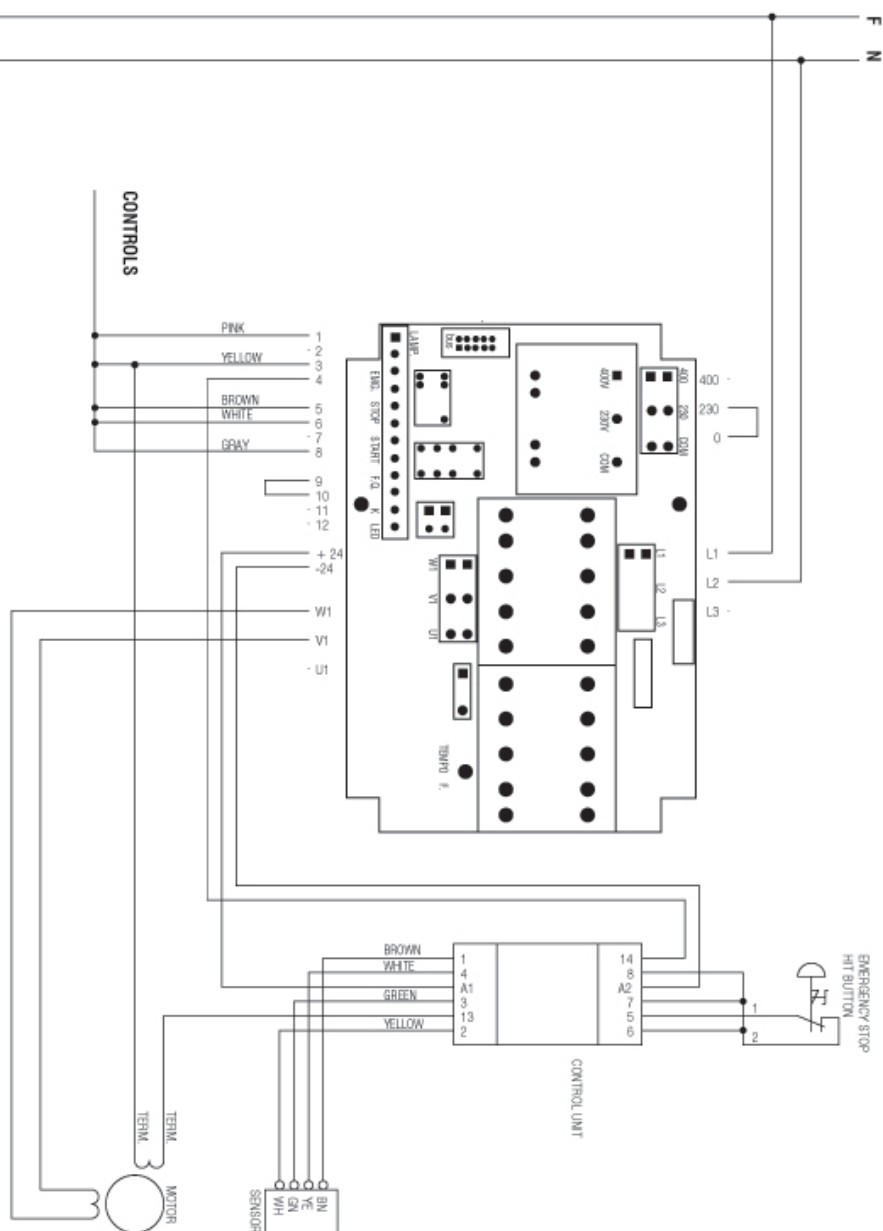 F
N
CONTROLS
PINK 1
2
YELLOW 3
4
BROWN 5
WHITE 6
7
GRAY 8
9
10
11
12
+ 24
-24
W1
V1
U1
LAMP.
EMG.
STOP
START
F.Q.
K
LED
bus
400V
230V
COM
400
230
COM
400
230
0
W1
V1
U1
L1
L2
L3
L1
L2
L3
TEMPO F.
BROWN 1
WHITE 4
A1
GREEN 3
13
YELLOW 2
14
8
A2
7
5
6
1
2
EMERGENCY STOP
HIT BUTTON
CONTROL UNIT
TERM.
TERM.
MOTOR
BN
YE
GN
WH
SENSOR